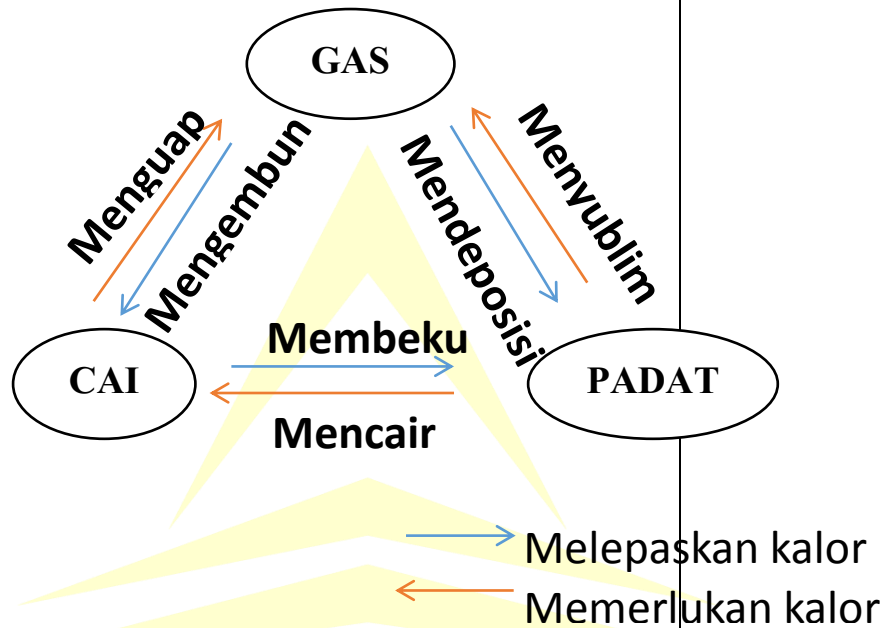 GAS
Menguap
Mengembun
Mendeposisi
Menyublim
Membeku
CAI
PADAT
Mencair
Melepaskan kalor
Memerlukan kalor